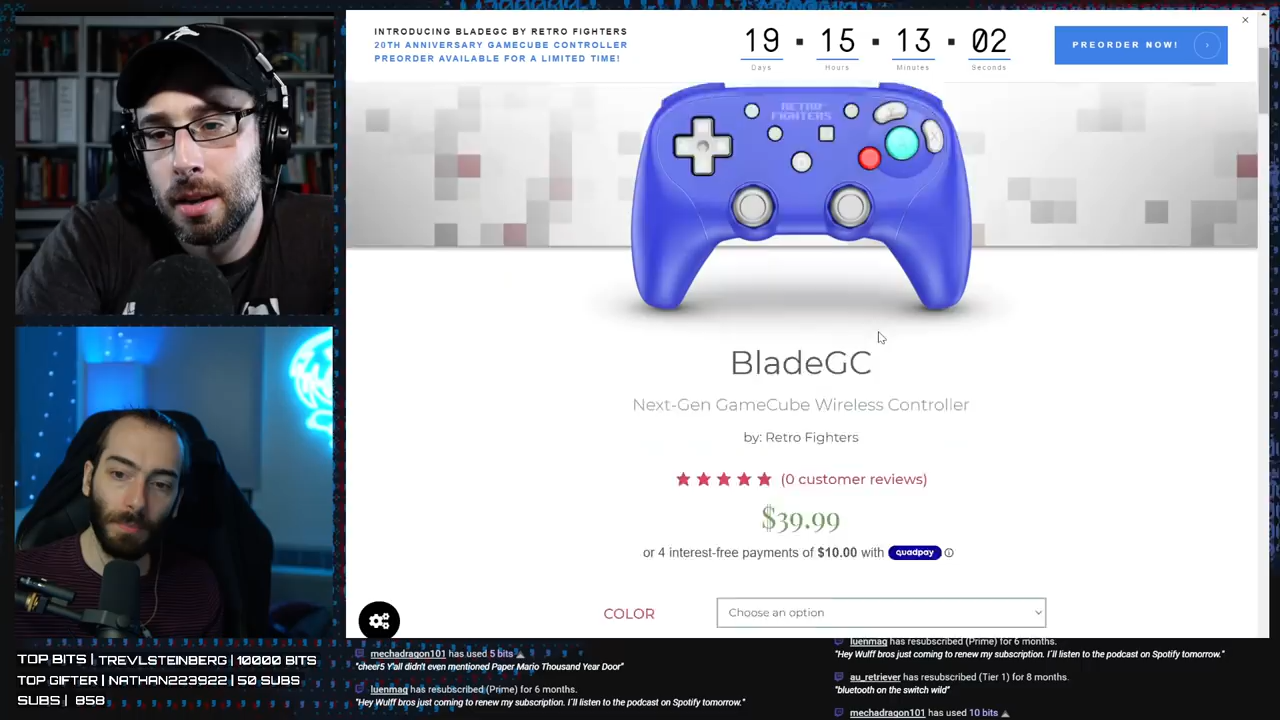 INTRODUCING BLADEGC BY RETRO FIGHTERS
20TH ANNIVERSARY GAMECUBE CONTROLLER
PREORDER AVAILABLE FOR A LIMITED TIME!
19 15 13 02
Days Hours Minutes Seconds
PREORDER NOW!
RETRO
FIGHTERS
BladeGC
Next-Gen GameCube Wireless Controller
by: Retro Fighters
(0 customer reviews)
$39.99
or 4 interest-free payments of $10.00 with quadpay
COLOR
Choose an option
TOP BITS | TREVLSTEINBERG | 10000 BITS
TOP GIFTER | NATHAN223922 | 50 SUBS
SUBS | 858
mechadragon101 has used 5 bits
"cheer5 Y'all didn't even mentioned Paper Mario Thousand Year Door"
luenmag has resubscribed (Prime) for 6 months.
"Hey Wulff bros just coming to renew my subscription. I'll listen to the podcast on Spotify tomorrow."
luenmag has resubscribed (Prime) for 6 months.
"Hey Wulff bros just coming to renew my subscription. I'll listen to the podcast on Spotify tomorrow."
au_retriever has resubscribed (Tier 1) for 8 months.
"bluetooth on the switch wild"
mechadragon101 has used 10 bits